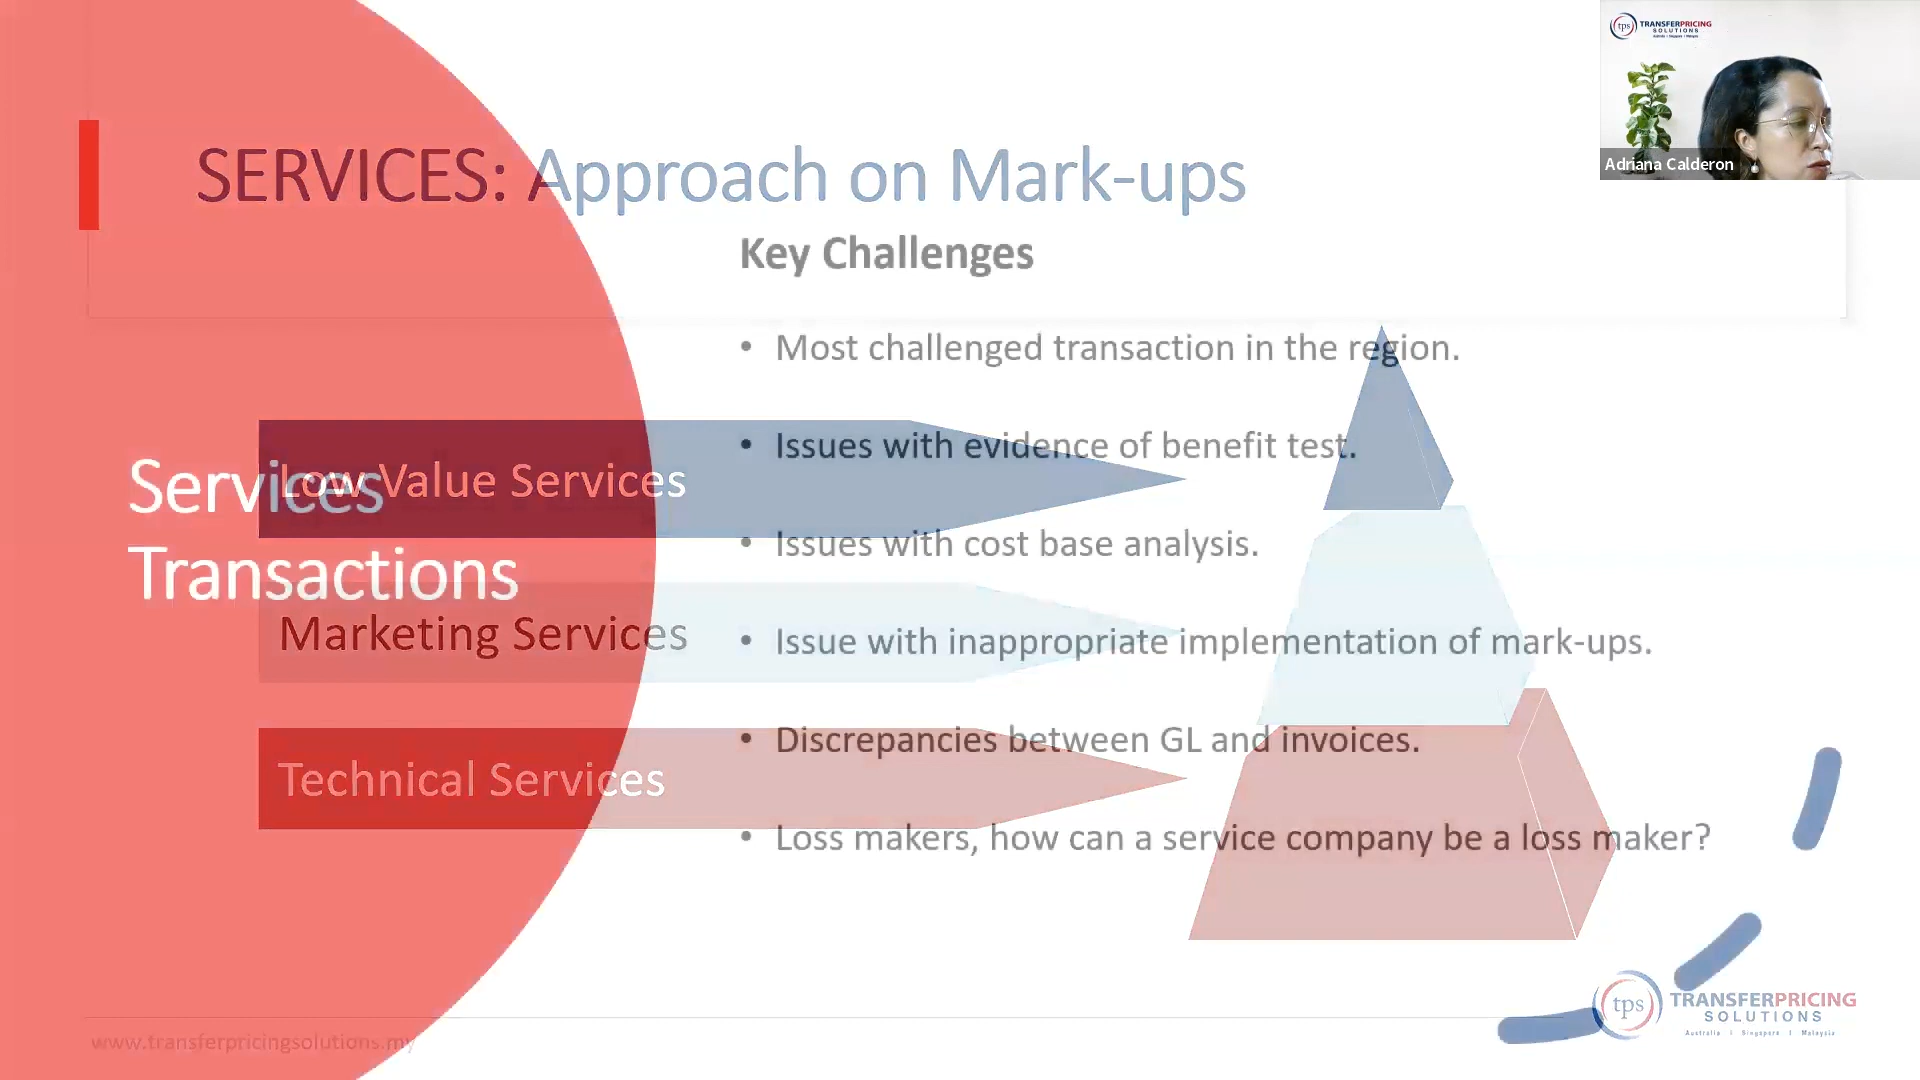 TRANSFERPRICING
SOLUTIONS
Adriana Calderon
SERVICES: Approach on Mark-ups
Key Challenges
• Most challenged transaction in the region.
• Issues with evidence of benefit test.
• Issues with cost base analysis.
• Issue with inappropriate implementation of mark-ups.
• Discrepancies between GL and invoices.
• Loss makers, how can a service company be a loss maker?
Services
Transactions
Low Value Services
Marketing Services
Technical Services
www.transferpricingsolutions.my
tps
TRANSFERPRICING
SOLUTIONS
Australia | Singapore | Malaysia